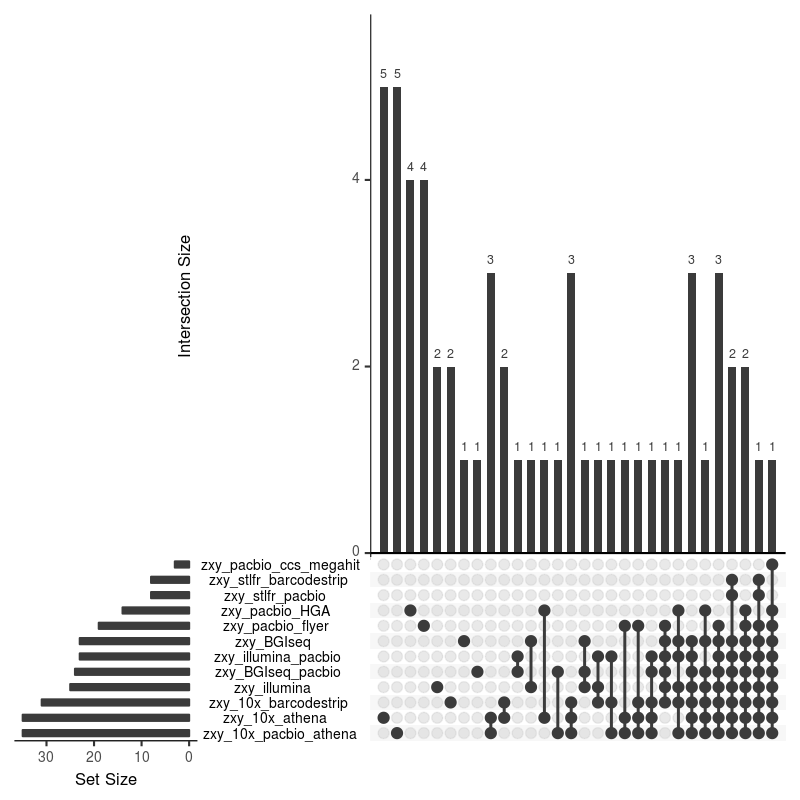 5 5
4 4
2 2
1 1
3
2
1 1 1 1
3
1 1 1 1 1 1 1 1
3
1
3
2 2
1 1
4
2
0
Intersection Size
zxy_pacbio_ccs_megahit
zxy_stlfr_barcodestrip
zxy_stlfr_pacbio
zxy_pacbio_HGA
zxy_pacbio_flyer
zxy_BGIseq
zxy_illumina_pacbio
zxy_BGIseq_pacbio
zxy_illumina
zxy_10x_barcodestrip
zxy_10x_athena
zxy_10x_pacbio_athena
30 20 10 0
Set Size